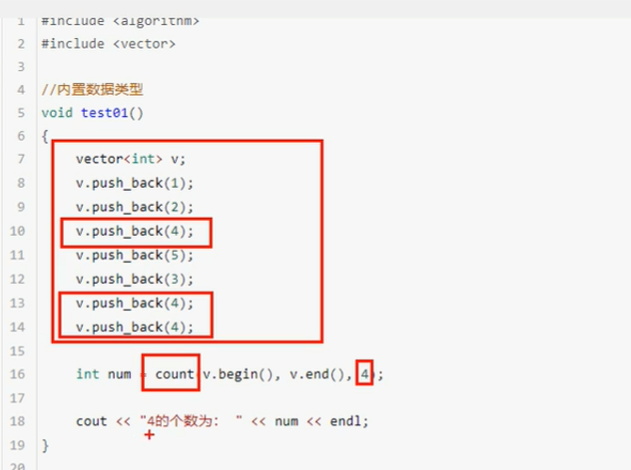 1 #include <algorithm>
2 #include <vector>
3
4 //内置数据类型
5 void test01()
6 {
7 vector<int> v;
8 v.push_back(1);
9 v.push_back(2);
10 v.push_back(4);
11 v.push_back(5);
12 v.push_back(3);
13 v.push_back(4);
14 v.push_back(4);
15
16 int num = count(v.begin(), v.end(), 4);
17
18 cout << "4的个数为： " << num << endl;
19 }
20